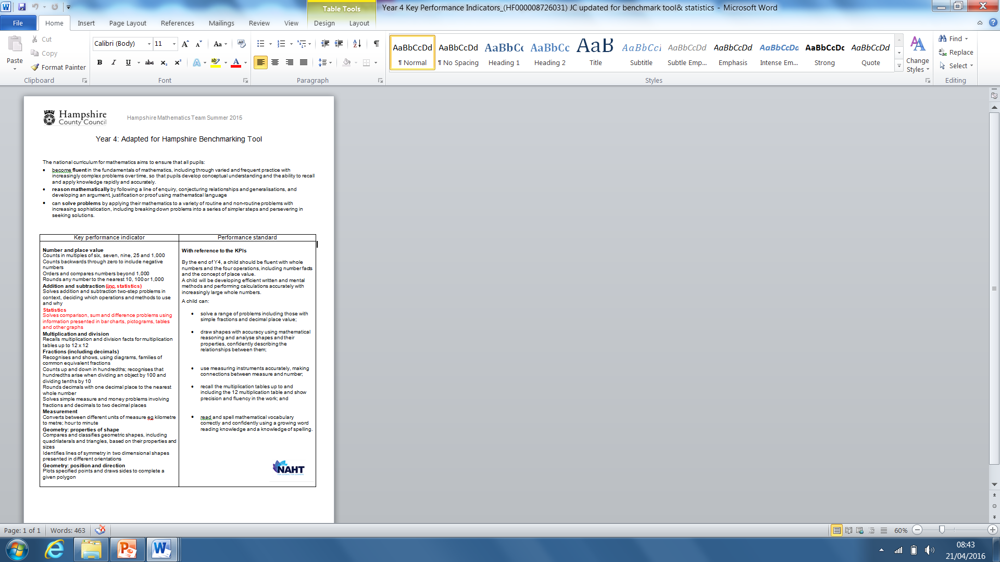 Table Tools
Year 4 Key Performance Indicators_(HF000008726031) JC updated for benchmark tool& statistics - Microsoft Word
File Home Insert Page Layout References Mailings Review View Design Layout
Paste
Cut
Copy
Format Painter
Clipboard
Calibri (Body) 11
Font
Paragraph
AaBbCcDd AaBbCcDd AaBbCc AaBbCc AaB AaBbCcI AaBbCcDd AaBbCcDd AaBbCcDd AaBbCcDc AaBbCcDd
¶ Normal ¶ No Spacing Heading 1 Heading 2 Title Subtitle Subtle Emp... Emphasis Intense Em... Strong Quote
Styles
Change
Styles
Find
Replace
Select
Editing
Hampshire
County Council
Hampshire Mathematics Team Summer 2015
Year 4: Adapted for Hampshire Benchmarking Tool
The national curriculum for mathematics aims to ensure that all pupils:
• become fluent in the fundamentals of mathematics, including through varied and frequent practice with
increasingly complex problems over time, so that pupils develop conceptual understanding and the ability to recall
and apply knowledge rapidly and accurately.
• reason mathematically by following a line of enquiry, conjecturing relationships and generalisations, and
developing an argument, justification or proof using mathematical language
• can solve problems by applying their mathematics to a variety of routine and non-routine problems with
increasing sophistication, including breaking down problems into a series of simpler steps and persevering in
seeking solutions.
Key performance indicator
Number and place value
Counts in multiples of six, seven, nine, 25 and 1,000
Counts backwards through zero to include negative
numbers
Orders and compares numbers beyond 1,000
Rounds any number to the nearest 10, 100 or 1,000
Addition and subtraction (inc. statistics)
Solves addition and subtraction two-step problems in
context, deciding which operations and methods to use
and why
Statistics
Solves comparison, sum and difference problems using
information presented in bar charts, pictograms, tables
and other graphs
Multiplication and division
Recalls multiplication and division facts for multiplication
tables up to 12 x 12
Fractions (including decimals)
Recognises and shows, using diagrams, families of
common equivalent fractions
Counts up and down in hundredths; recognises that
hundredths arise when dividing an object by 100 and
dividing tenths by 10
Rounds decimals with one decimal place to the nearest
whole number
Solves simple measure and money problems involving
fractions and decimals to two decimal places
Measurement
Converts between different units of measure eg kilometre
to metre; hour to minute
Geometry: properties of shape
Compares and classifies geometric shapes, including
quadrilaterals and triangles, based on their properties and
sizes
Identifies lines of symmetry in two dimensional shapes
presented in different orientations
Geometry: position and direction
Plots specified points and draws sides to complete a
given polygon
Performance standard
With reference to the KPIs
By the end of Y4, a child should be fluent with whole
numbers and the four operations, including number facts
and the concept of place value.
A child will be developing efficient written and mental
methods and performing calculations accurately with
increasingly large whole numbers.
A child can:
• solve a range of problems including those with
simple fractions and decimal place value;
• draw shapes with accuracy using mathematical
reasoning and analyse shapes and their
properties, confidently describing the
relationships between them;
• use measuring instruments accurately, making
connections between measure and number;
• recall the multiplication tables up to and
including the 12 multiplication table and show
precision and fluency in the work; and
• read and spell mathematical vocabulary
correctly and confidently using a growing word
reading knowledge and a knowledge of spelling.
NAHT
Page: 1 of 1 Words: 463
60%
08:43
21/04/2016